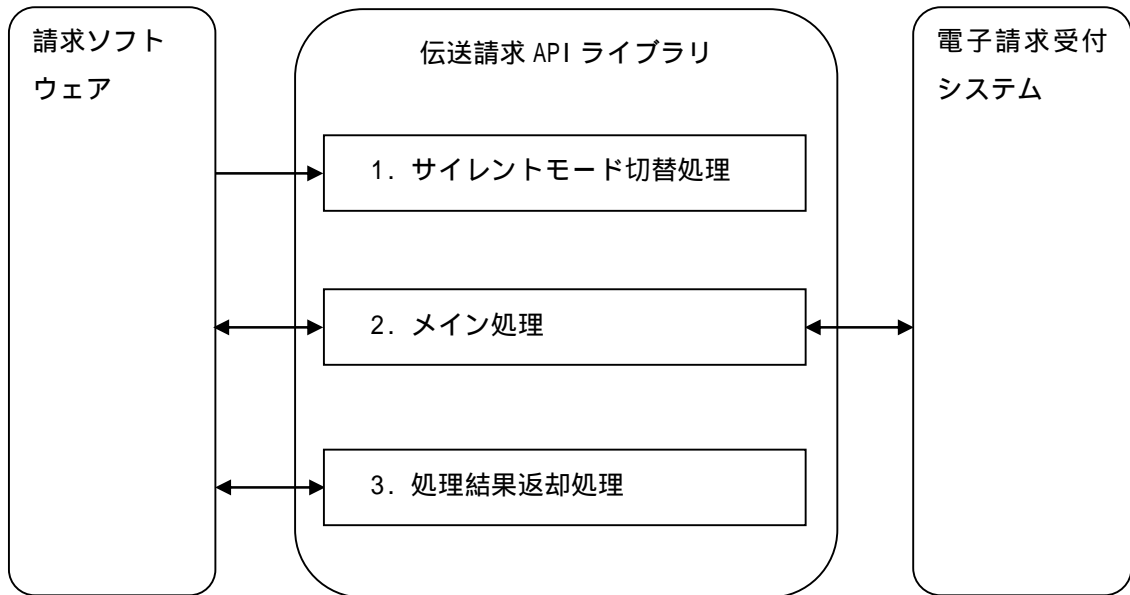 請求ソフト
ウェア
伝送請求 API ライブラリ
1. サイレントモード切替処理
2. メイン処理
3. 処理結果返却処理
電子請求受付
システム